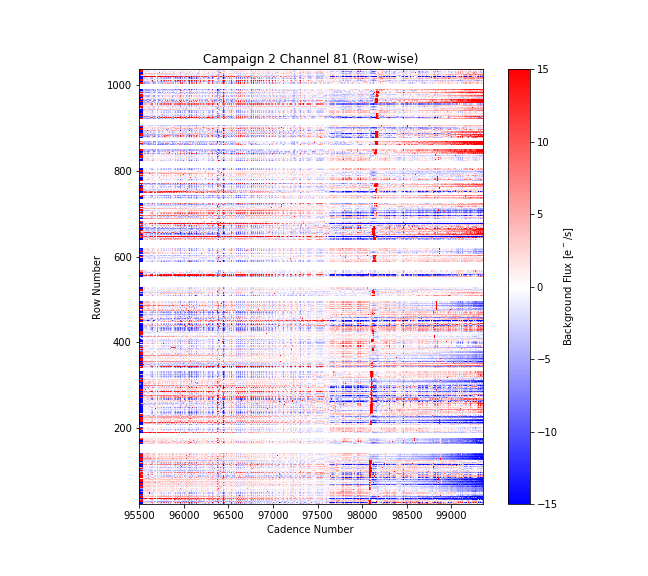 Campaign 2 Channel 81 (Row-wise)
1000
800
600
400
200
Row Number
95500 96000 96500 97000 97500 98000 98500 99000
Cadence Number
15
10
5
0
−5
−10
−15
Background Flux [e⁻/s]